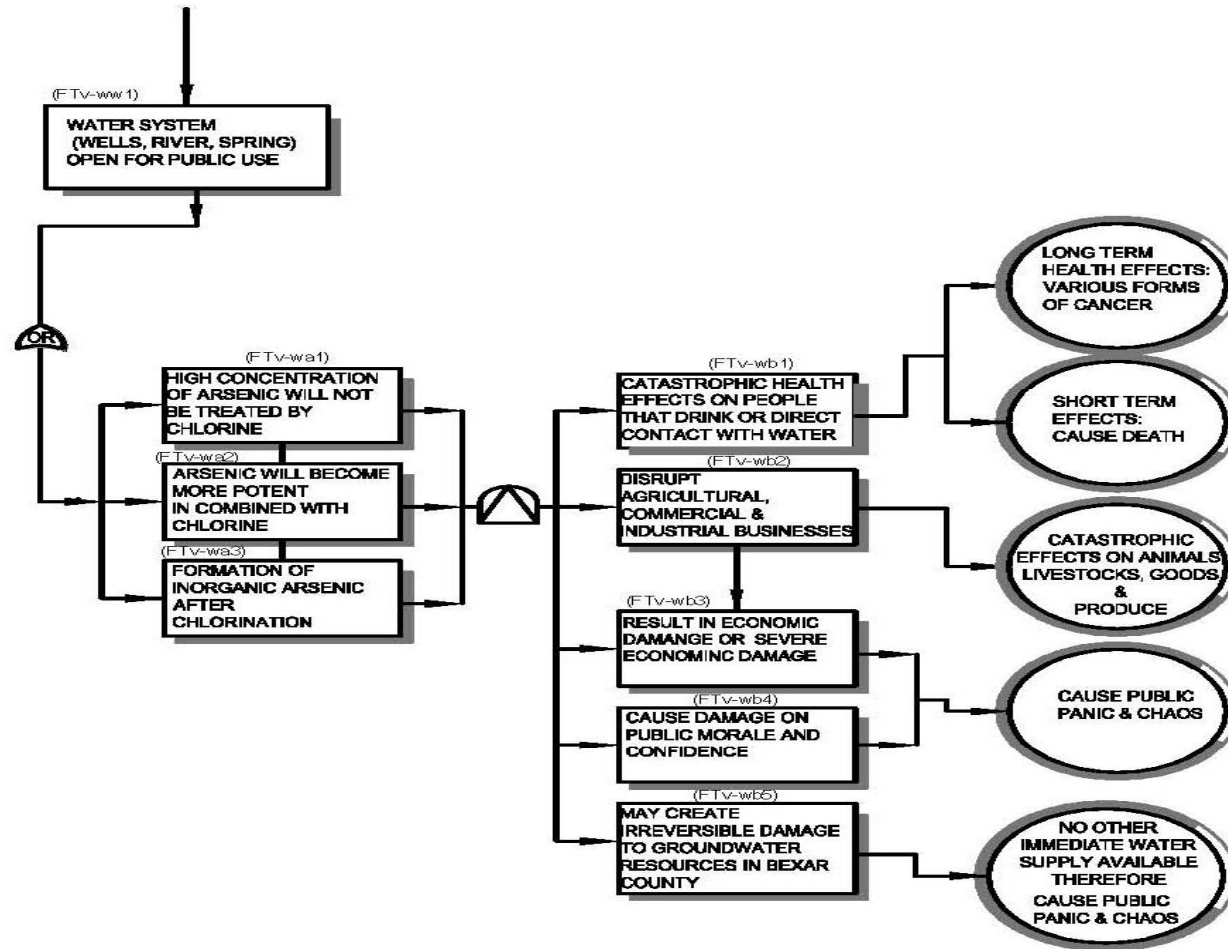 (FTv-ww1)
WATER SYSTEM
(WELLS, RIVER, SPRING)
OPEN FOR PUBLIC USE
OR
(FTv-wa1)
HIGH CONCENTRATION
OF ARSENIC WILL NOT
BE TREATED BY
CHLORINE
(FTv-wa2)
ARSENIC WILL BECOME
MORE POTENT
IN COMBINED WITH
CHLORINE
(FTv-wa3)
FORMATION OF
INORGANIC ARSENIC
AFTER
CHLORINATION
(FTv-wb1)
CATASTROPHIC HEALTH
EFFECTS ON PEOPLE
THAT DRINK OR DIRECT
CONTACT WITH WATER
(FTv-wb2)
DISRUPT
AGRICULTURAL,
COMMERCIAL &
INDUSTRIAL BUSINESSES
(FTv-wb3)
RESULT IN ECONOMIC
DAMANGE OR SEVERE
ECONOMINC DAMAGE
(FTv-wb4)
CAUSE DAMAGE ON
PUBLIC MORALE AND
CONFIDENCE
(FTv-wb5)
MAY CREATE
IRREVERSIBLE DAMAGE
TO GROUNDWATER
RESOURCES IN BEXAR
COUNTY
LONG TERM
HEALTH EFFECTS:
VARIOUS FORMS
OF CANCER
SHORT TERM
EFFECTS:
CAUSE DEATH
CATASTROPHIC
EFFECTS ON ANIMALS
LIVESTOCKS, GOODS
&
PRODUCE
CAUSE PUBLIC
PANIC & CHAOS
NO OTHER
IMMEDIATE WATER
SUPPLY AVAILABLE
THEREFORE
CAUSE PUBLIC
PANIC & CHAOS